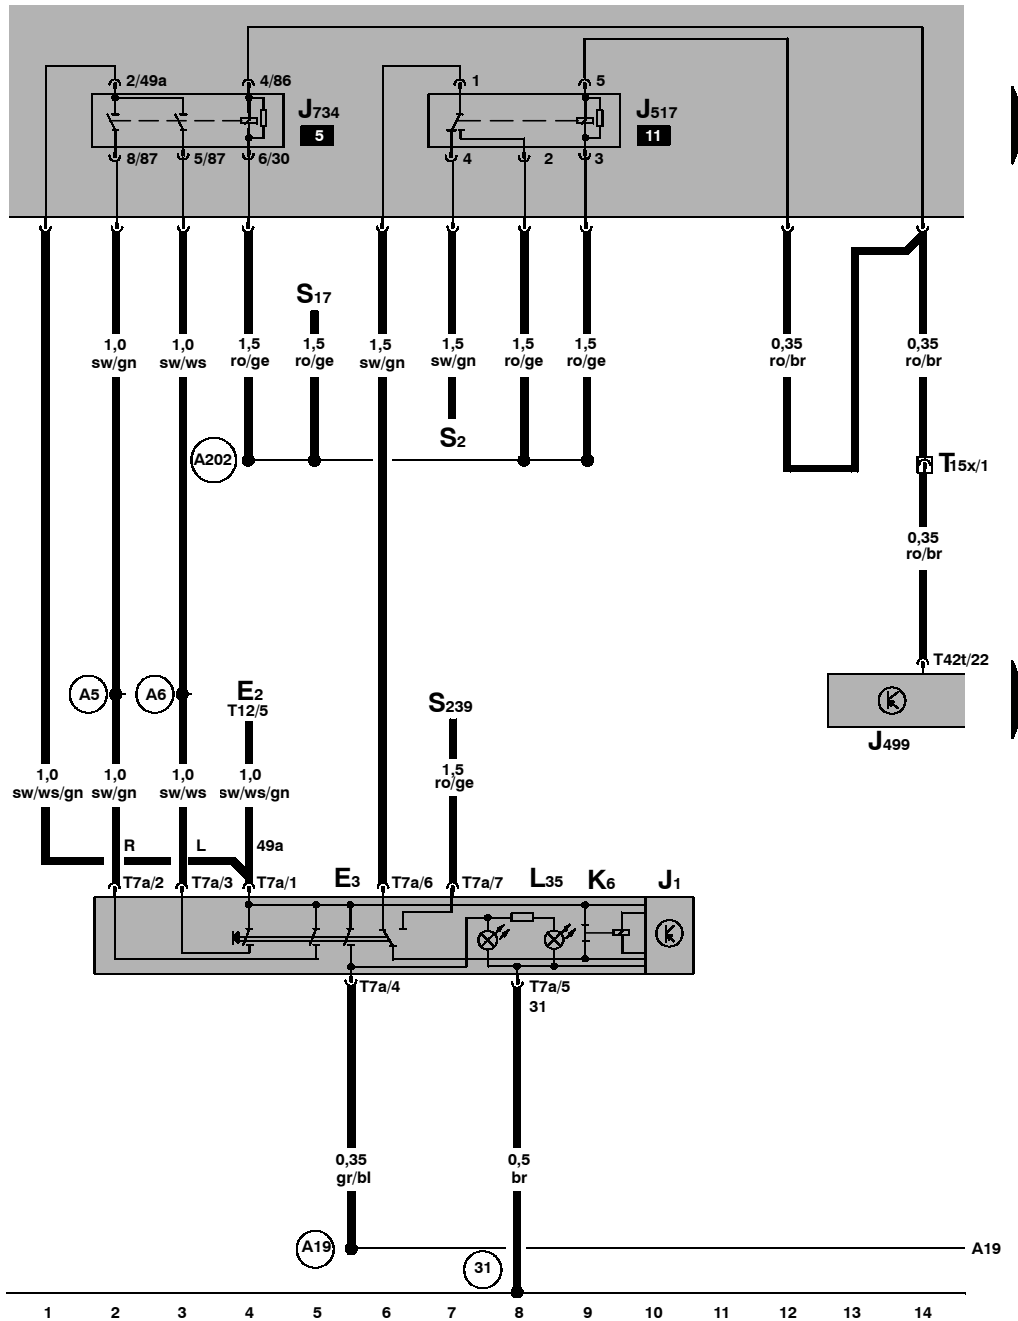 2/49a 4/86 1 5
J734 J517
5 11
8/87 5/87 6/30 4 2 3
S17
1,0 1,0 1,5 1,5 1,5 1,5 1,5 1,5 0,35 0,35
sw/gn sw/ws ro/ge ro/ge sw/gn sw/gn ro/ge ro/ge ro/br ro/br
S2
A202
T15x/1
0,35
ro/br
T42t/22
A5 A6 E2
T12/5
S239
J499
1,0 1,0 1,0 1,0 1,5
sw/ws/gn sw/gn sw/ws sw/ws/gn ro/ge
R L 49a
T7a/2 T7a/3 T7a/1 E3 T7a/6 T7a/7 L35 K6 J1
T7a/4 T7a/5
31
0,35 0,5
gr/bl br
A19 A19
31
1 2 3 4 5 6 7 8 9 10 11 12 13 14